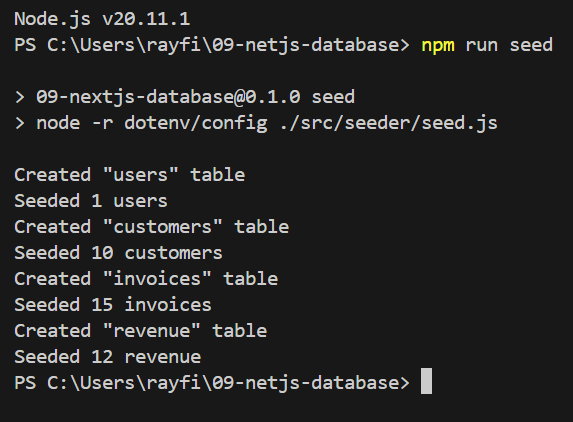 Node.js v20.11.1
PS C:\Users\rayfi\09-netjs-database> npm run seed
> 09-nextjs-database@0.1.0 seed
> node -r dotenv/config ./src/seeder/seed.js
Created "users" table
Seeded 1 users
Created "customers" table
Seeded 10 customers
Created "invoices" table
Seeded 15 invoices
Created "revenue" table
Seeded 12 revenue
PS C:\Users\rayfi\09-netjs-database>